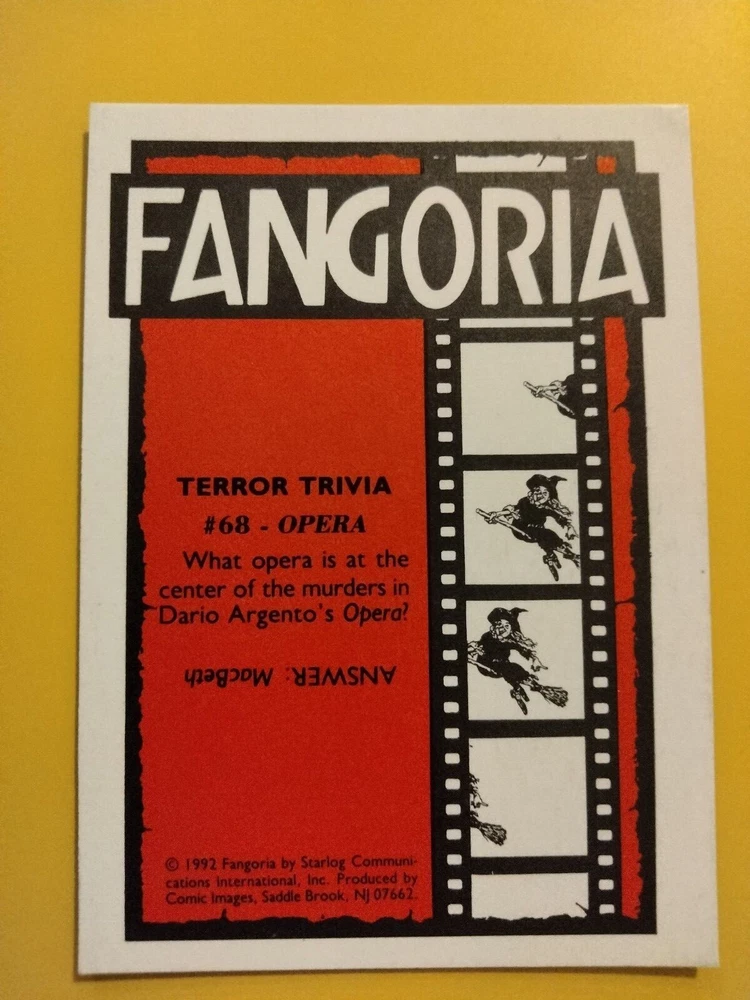 FANGORIA
TERROR TRIVIA
#68 - OPERA
What opera is at the
center of the murders in
Dario Argento's Opera?
ANSWER: MacBeth
© 1992 Fangoria by Starlog Communi-
cations International, Inc. Produced by
Comic Images, Saddle Brook, NJ 07662.